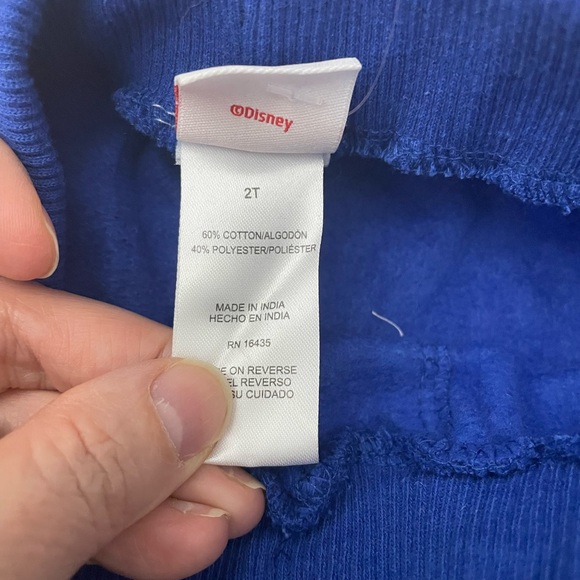 ©Disney
2T
60% COTTON/ALGODÓN
40% POLYESTER/POLIÉSTER
MADE IN INDIA
HECHO EN INDIA
RN 16435
ON REVERSE
EL REVERSO
SU CUIDADO